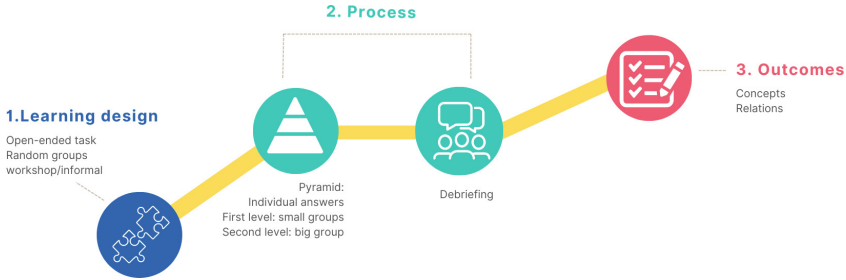 2. Process
3. Outcomes
Concepts
Relations
1.Learning design
Open-ended task
Random groups
workshop/informal
Pyramid:
Individual answers
First level: small groups
Second level: big group
Debriefing